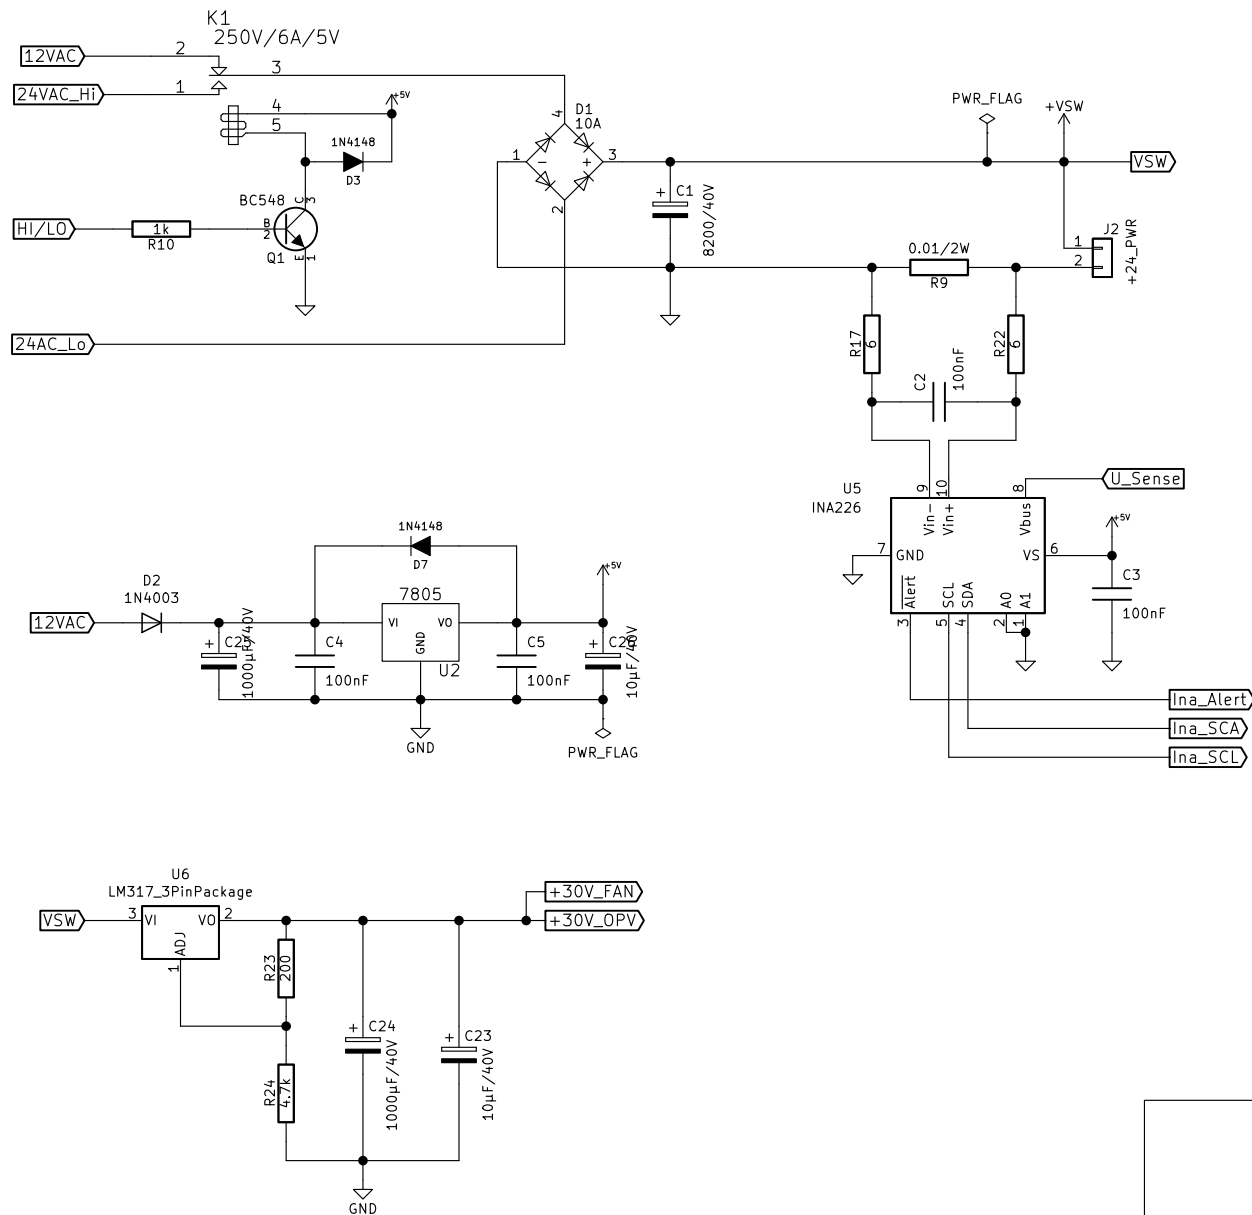 K1
250V/6A/5V
12VAC
2
3
24VAC_Hi
1
4
5
+5V
1N4148
D3
BC548
C
3
HI/LO
1k
R10
B
2
Q1
E
1
24AC_Lo
D1
10A
4
1
-
+
3
2
+
C1
8200/40V
PWR_FLAG
+VSW
VSW
J2
1
2
+24_PWR
0.01/2W
R9
R17
6
R22
6
C2
100nF
U5
INA226
9
10
8
U_Sense
Vin-
Vin+
Vbus
7
GND
VS
6
+5V
C3
100nF
Alert
SCL
SDA
A0
A1
3
5
4
2
1
Ina_Alert
Ina_SCA
Ina_SCL
1N4148
D7
D2
1N4003
12VAC
7805
VI
VO
GND
U2
+5V
+
C25
1000µF/40V
C4
100nF
C5
100nF
+
C26
10µF/40V
GND
PWR_FLAG
U6
LM317_3PinPackage
VSW
3
VI
VO
2
ADJ
1
+30V_FAN
+30V_OPV
R23
200
R24
4.7k
+
C24
1000µF/40V
+
C23
10µF/40V
GND